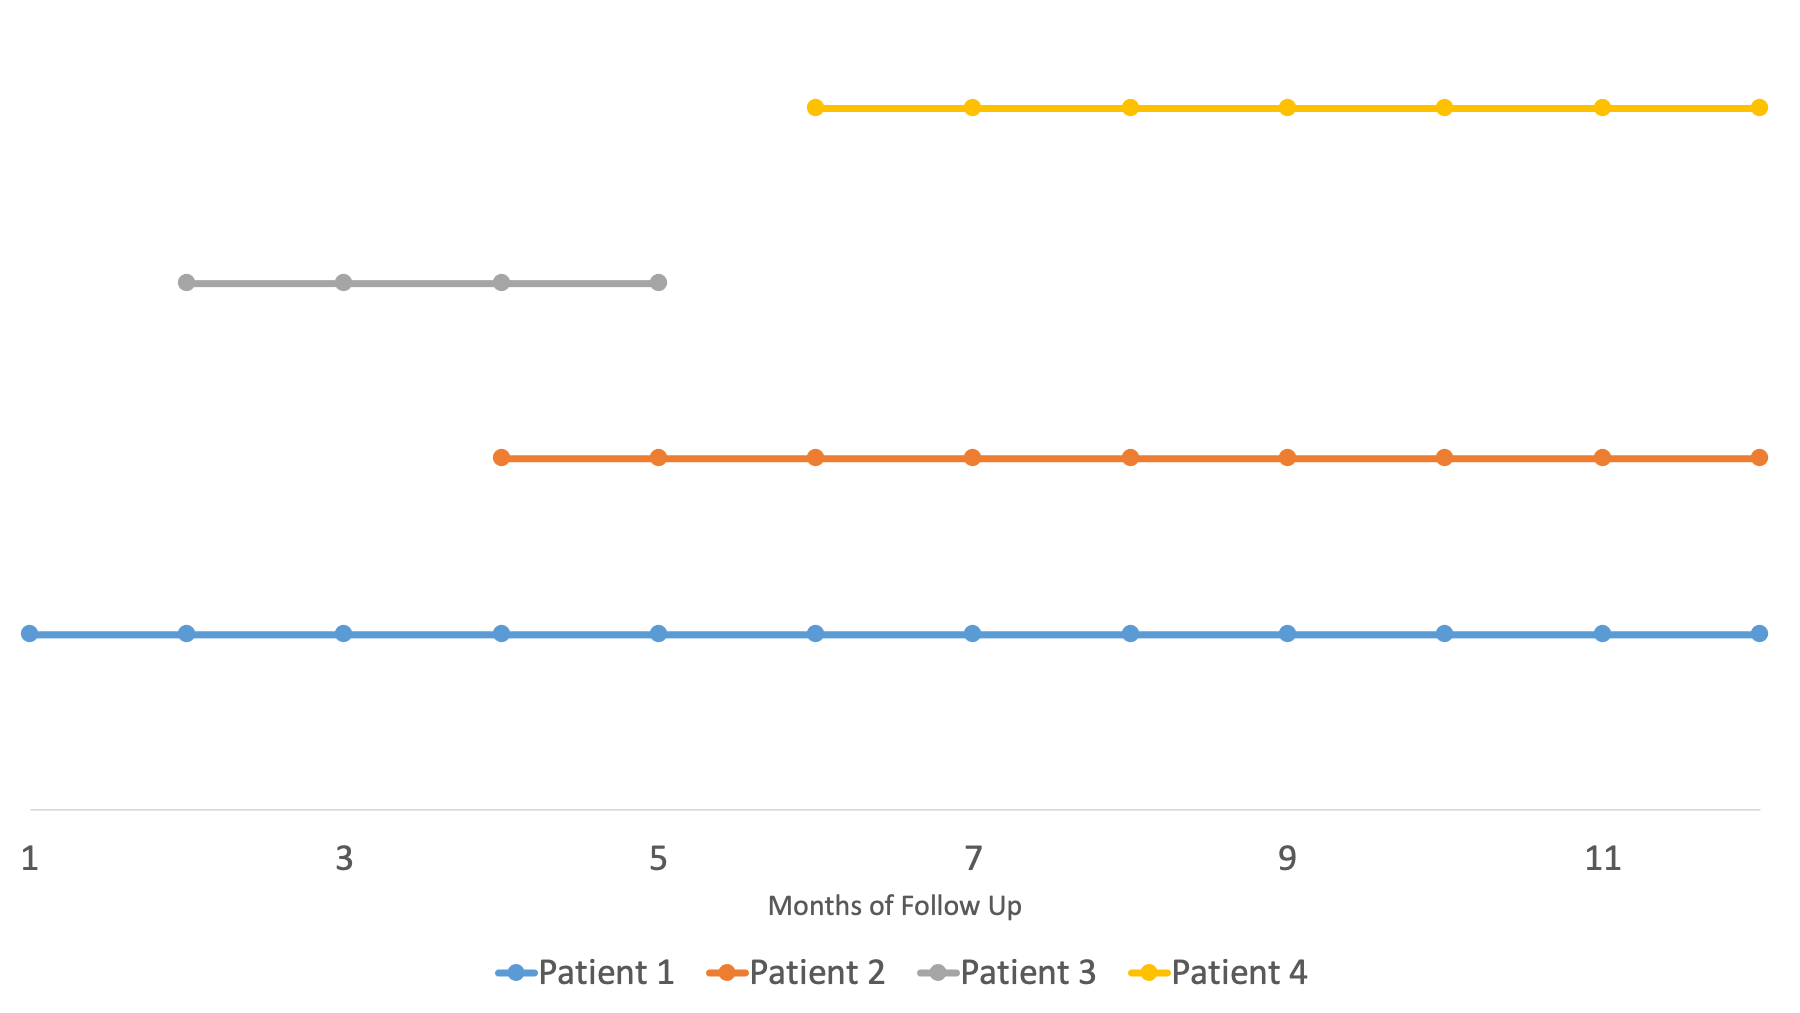 1 3 5 7 9 11
Months of Follow Up
Patient 1 Patient 2 Patient 3 Patient 4